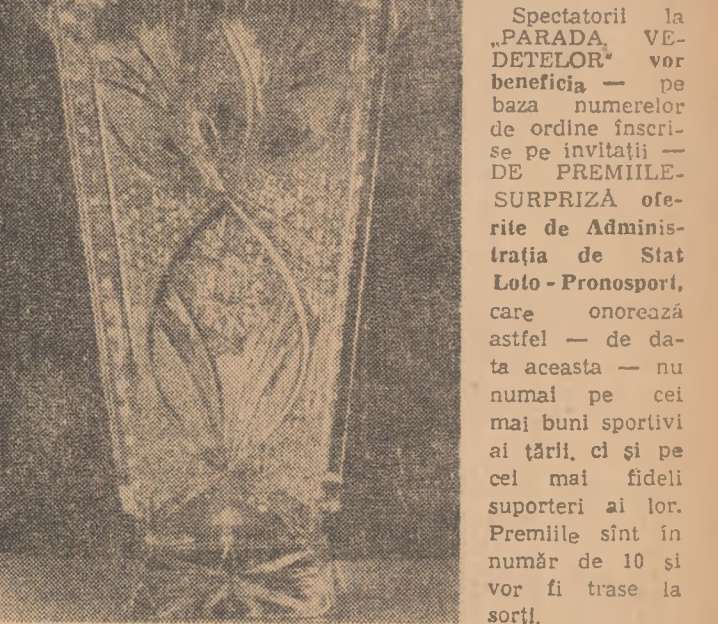 Spectatorii la
„PARADA VE-
DETELOR“ vor
beneficia — pe
baza numerelor
de ordine înscri-
se pe invitații —
DE PREMIILE-
SURPRIZĂ ofe-
rite de Adminis-
trația de Stat
Loto - Pronosport,
care onorează
astfel — de da-
ta aceasta — nu
numai pe cei
mai buni sportivi
ai țării, ci și pe
cei mai fideli
suporteri ai lor.
Premiile sînt în
număr de 10 și
vor fi trase la
sorți.